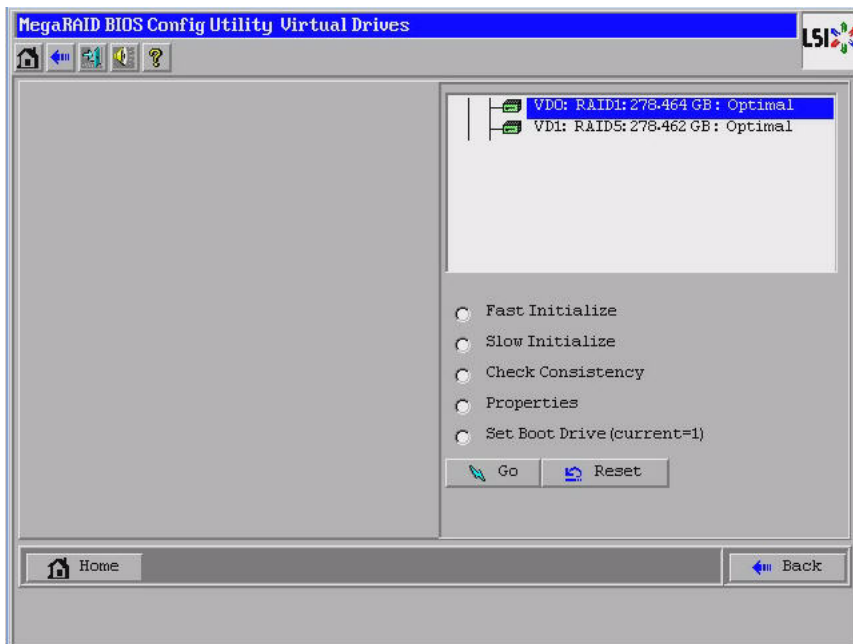 MegaRAID BIOS Config Utility Virtual Drives
LSI
VD0: RAID1: 278.464 GB: Optimal
VD1: RAID5: 278.462 GB: Optimal
Fast Initialize
Slow Initialize
Check Consistency
Properties
Set Boot Drive (current=1)
Go
Reset
Home
Back